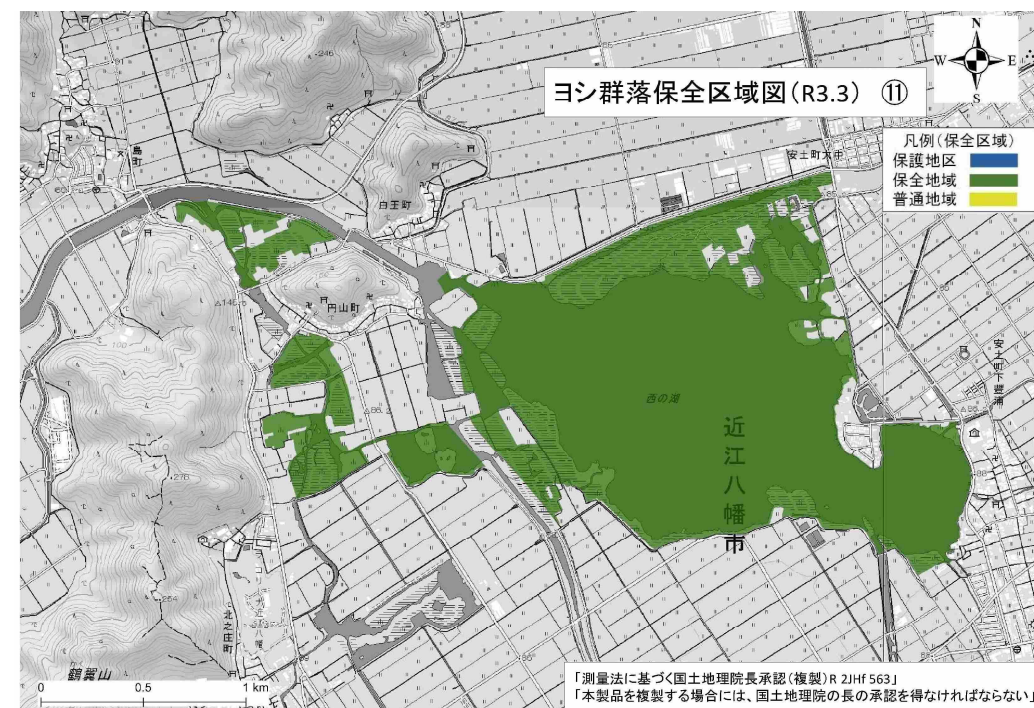 N
W E
S
ヨシ群落保全区域図(R3.3) ⑪
凡例(保全区域)
保護地区
保全地域
普通地域
安土町大中
島町
白王町
円山町
安土町下豊浦
西の湖
近江八幡市
北之庄町
鶴翼山
0 0.5 1 km
「測量法に基づく国土地理院長承認(複製)R 2JHf 563」
「本製品を複製する場合には、国土地理院の長の承認を得なければならない」